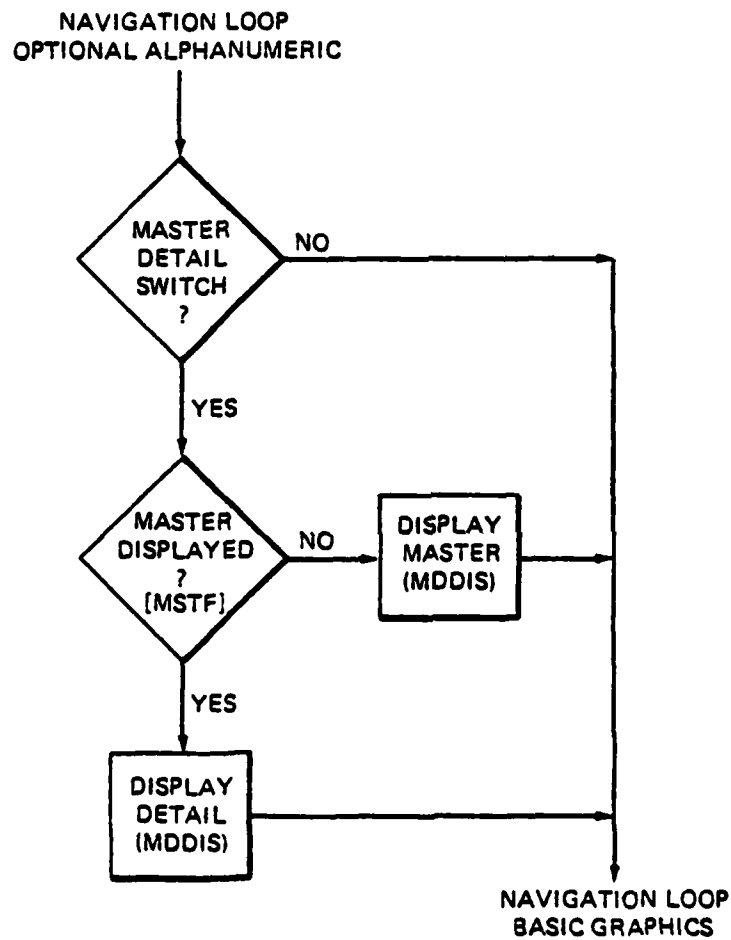 NAVIGATION LOOP
OPTIONAL ALPHANUMERIC
MASTER
DETAIL
SWITCH
?
NO
YES
MASTER
DISPLAYED
?
[MSTF]
NO
DISPLAY
MASTER
(MDDIS)
YES
DISPLAY
DETAIL
(MDDIS)
NAVIGATION LOOP
BASIC GRAPHICS